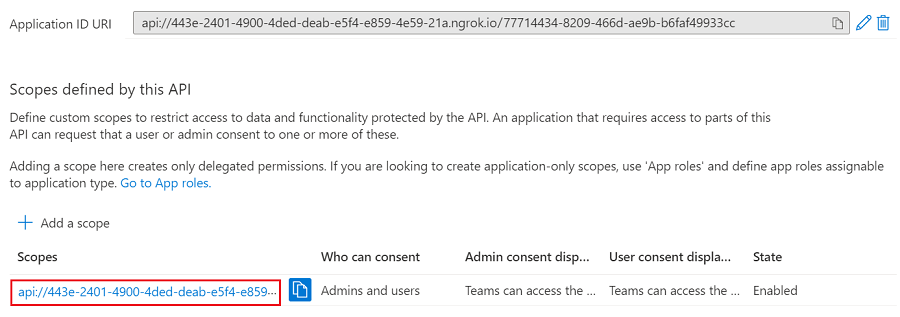 Application ID URI api://443e-2401-4900-4ded-deab-e5f4-e859-4e59-21a.ngrok.io/77714434-8209-466d-ae9b-b6faf49933cc
Scopes defined by this API
Define custom scopes to restrict access to data and functionality protected by the API. An application that requires access to parts of this
API can request that a user or admin consent to one or more of these.
Adding a scope here creates only delegated permissions. If you are looking to create application-only scopes, use 'App roles' and define app roles assignable
to application type. Go to App roles.
+ Add a scope
Scopes Who can consent Admin consent disp... User consent displa... State
api://443e-2401-4900-4ded-deab-e5f4-e859-... Admins and users Teams can access the ... Teams can access the ... Enabled